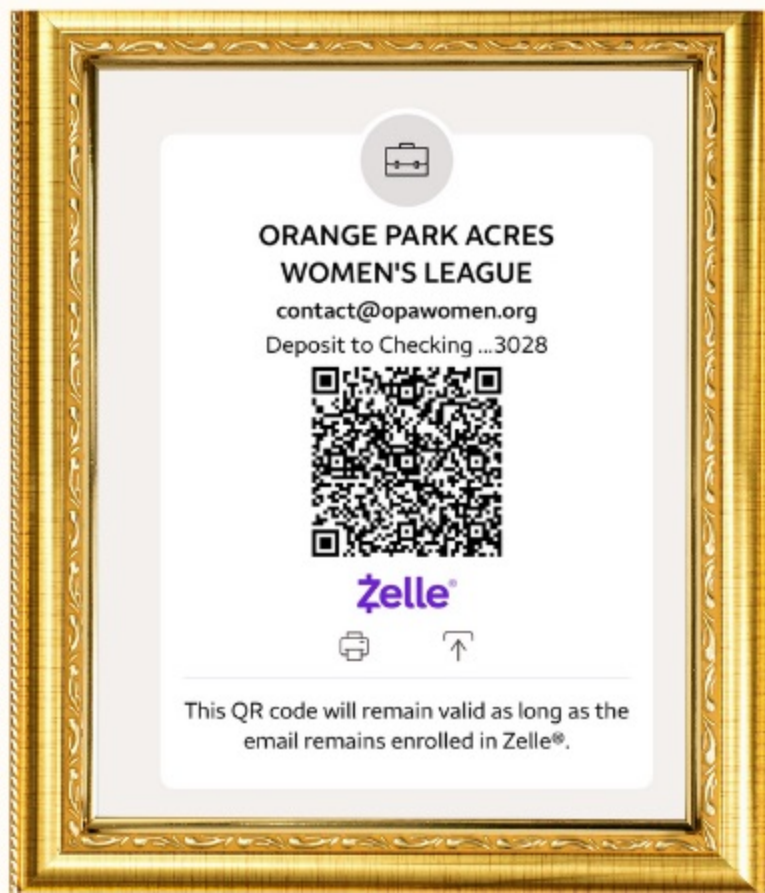 ORANGE PARK ACRES
WOMEN'S LEAGUE
contact@opawomen.org
Deposit to Checking ...3028
Zelle®
This QR code will remain valid as long as the
email remains enrolled in Zelle®.